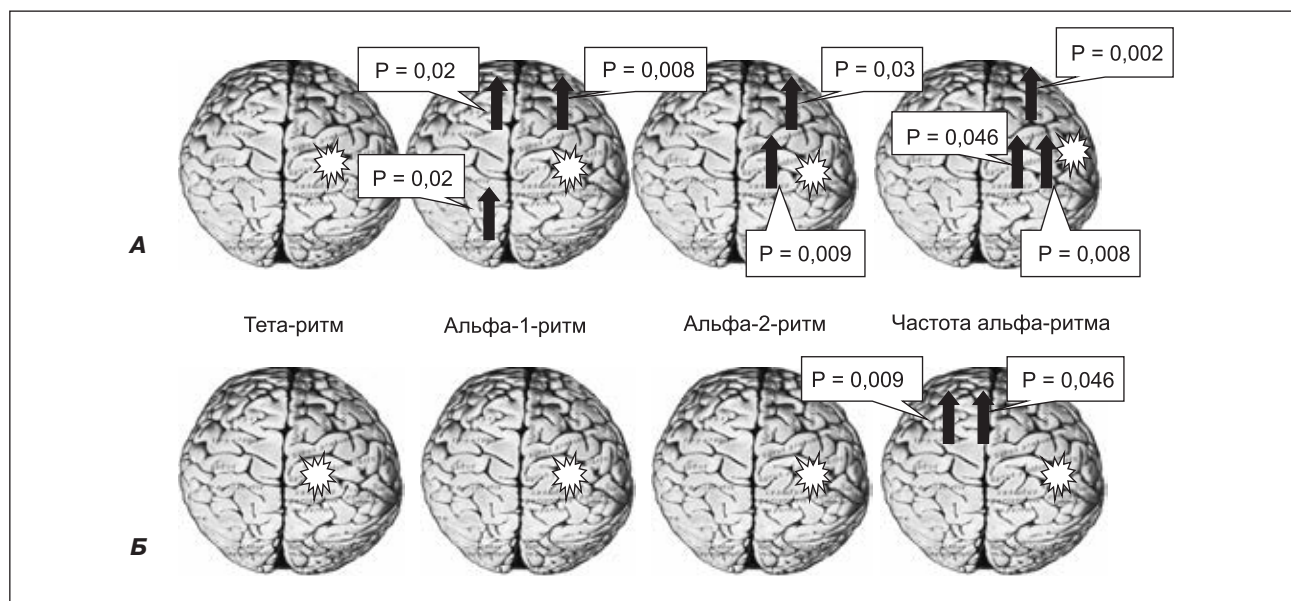 P = 0,02
P = 0,008
P = 0,03
P = 0,002
P = 0,046
P = 0,02
А
P = 0,009
P = 0,008
Тета-ритм
Альфа-1-ритм
Альфа-2-ритм
Частота альфа-ритма
P = 0,009
P = 0,046
Б